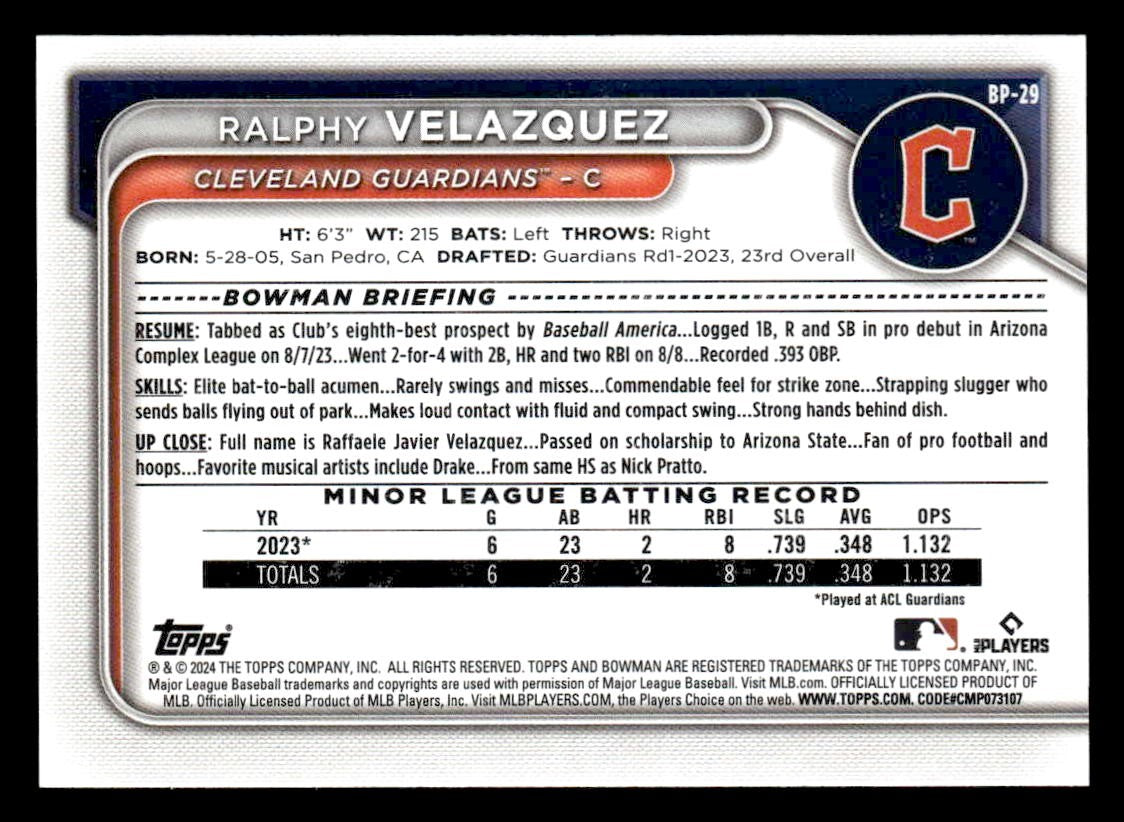 BP-29
RALPHY VELAZQUEZ
C
CLEVELAND GUARDIANS™ – C
™
HT: 6'3" WT: 215 BATS: Left THROWS: Right
BORN: 5-28-05, San Pedro, CA DRAFTED: Guardians Rd1-2023, 23rd Overall
BOWMAN BRIEFING
RESUME: Tabbed as Club's eighth-best prospect by Baseball America...Logged 1B, R and SB in pro debut in Arizona
Complex League on 8/7/23...Went 2-for-4 with 2B, HR and two RBI on 8/8...Recorded .393 OBP.
SKILLS: Elite bat-to-ball acumen...Rarely swings and misses...Commendable feel for strike zone...Strapping slugger who
sends balls flying out of park...Makes loud contact with fluid and compact swing...Strong hands behind dish.
UP CLOSE: Full name is Raffaele Javier Velazquez...Passed on scholarship to Arizona State...Fan of pro football and
hoops...Favorite musical artists include Drake...From same HS as Nick Pratto.
MINOR LEAGUE BATTING RECORD
YR G AB HR RBI SLG AVG OPS
2023* 6 23 2 8 .739 .348 1.132
TOTALS 6 23 2 8 .739 .348 1.132
*Played at ACL Guardians
Topps®
MLB PLAYERS
® & © 2024 THE TOPPS COMPANY, INC. ALL RIGHTS RESERVED. TOPPS AND BOWMAN ARE REGISTERED TRADEMARKS OF THE TOPPS COMPANY, INC.
Major League Baseball trademarks and copyrights are used with permission of Major League Baseball. Visit MLB.com. OFFICIALLY LICENSED PRODUCT OF
MLB. Officially Licensed Product of MLB Players, Inc. Visit MLBPLAYERS.COM, the Players Choice on the web. WWW.TOPPS.COM. CODE#CMP073107